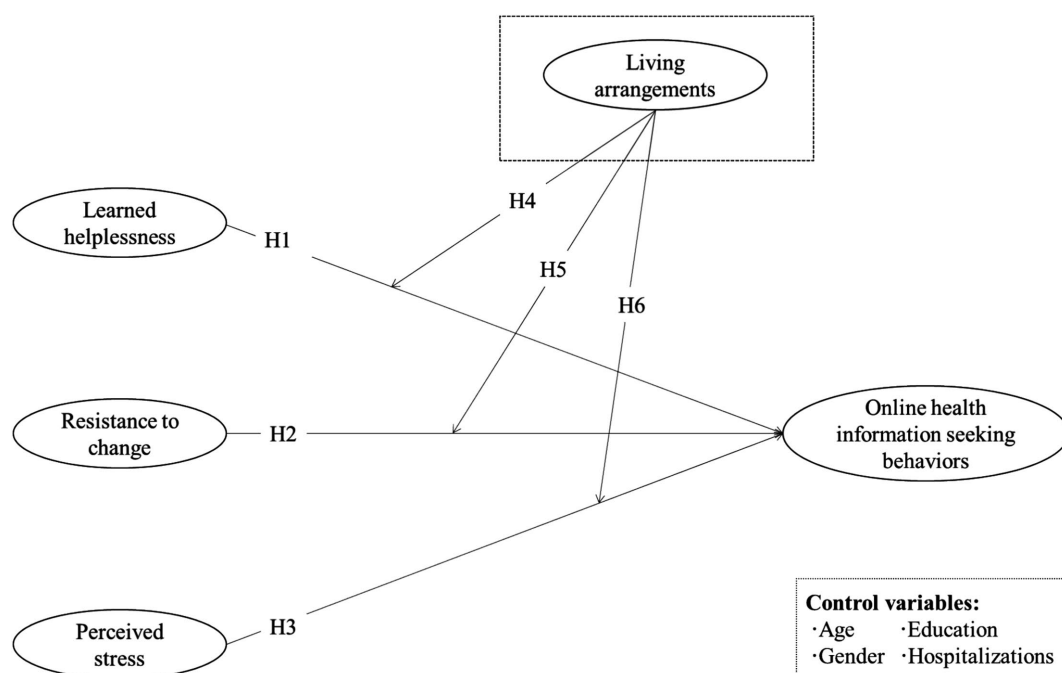 Living
arrangements
Learned
helplessness
H1
H4
H5
H6
Resistance to
change
H2
Online health
information seeking
behaviors
Perceived
stress
H3
Control variables:
·Age ·Education
·Gender ·Hospitalizations